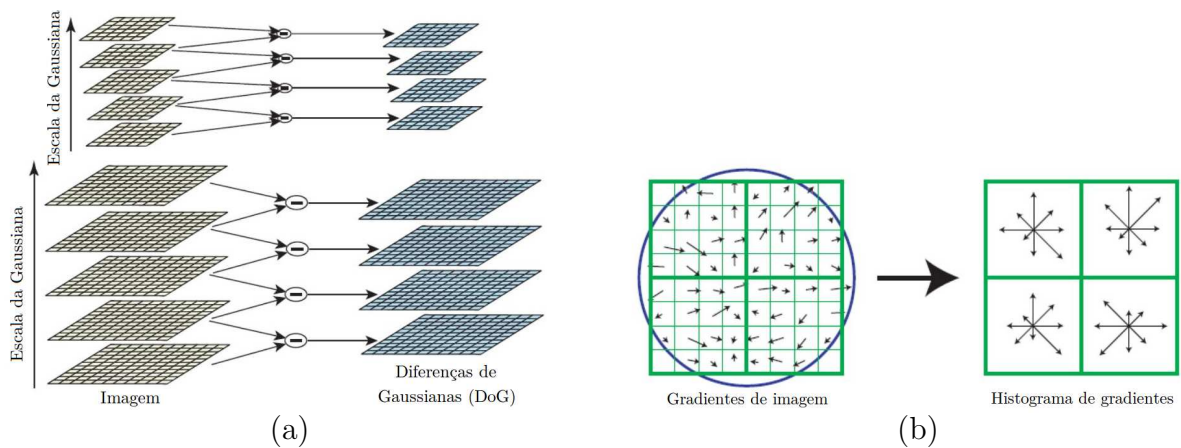 Escala da Gaussiana
Escala da Gaussiana
Imagem
Diferenças de
Gaussianas (DoG)
(a)
Gradientes de imagem
Histograma de gradientes
(b)